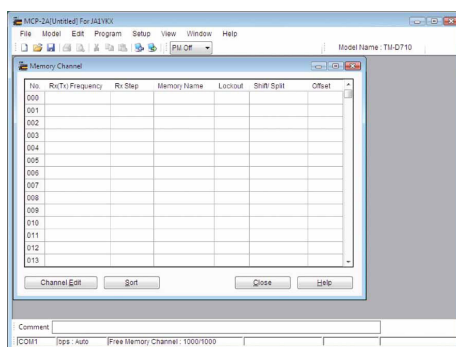 MCP-2A[Untitled] For JA1YKX
File Model Edit Program Setup View Window Help
PM Off Model Name : TM-D710
Memory Channel
No. Rx(Tx) Frequency Rx Step Memory Name Lockout Shift/ Split Offset
000
001
002
003
004
005
006
007
008
009
010
011
012
013
Channel Edit Sort Close Help
Comment
COM1 bps : Auto Free Memory Channel : 1000/1000